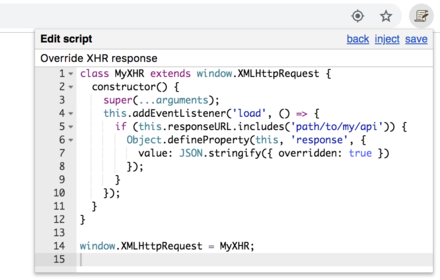 Edit script back inject save
Override XHR response
1 class MyXHR extends window.XMLHttpRequest {
2 constructor() {
3 super(...arguments);
4 this.addEventListener('load', () => {
5 if (this.responseURL.includes('path/to/my/api')) {
6 Object.defineProperty(this, 'response', {
7 value: JSON.stringify({ overridden: true })
8 });
9 }
10 });
11 }
12 }
13
14 window.XMLHttpRequest = MyXHR;
15